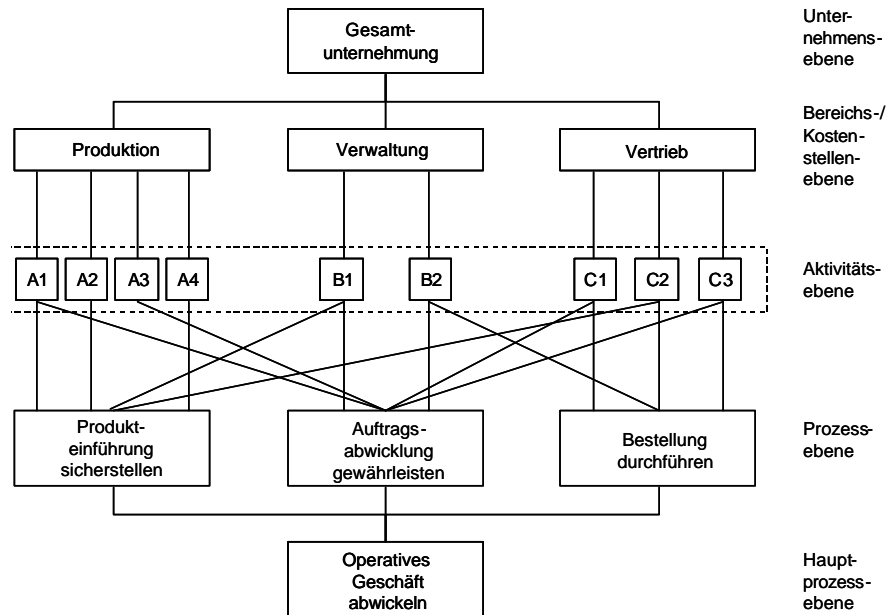 Gesamt-
unternehmung
Unter-
nehmens-
ebene
Produktion
Verwaltung
Vertrieb
Bereichs-/
Kosten-
stellen-
ebene
A1
A2
A3
A4
B1
B2
C1
C2
C3
Aktivitäts-
ebene
Produkt-
einführung
sicherstellen
Auftrags-
abwicklung
gewährleisten
Bestellung
durchführen
Prozess-
ebene
Operatives
Geschäft
abwickeln
Haupt-
prozess-
ebene